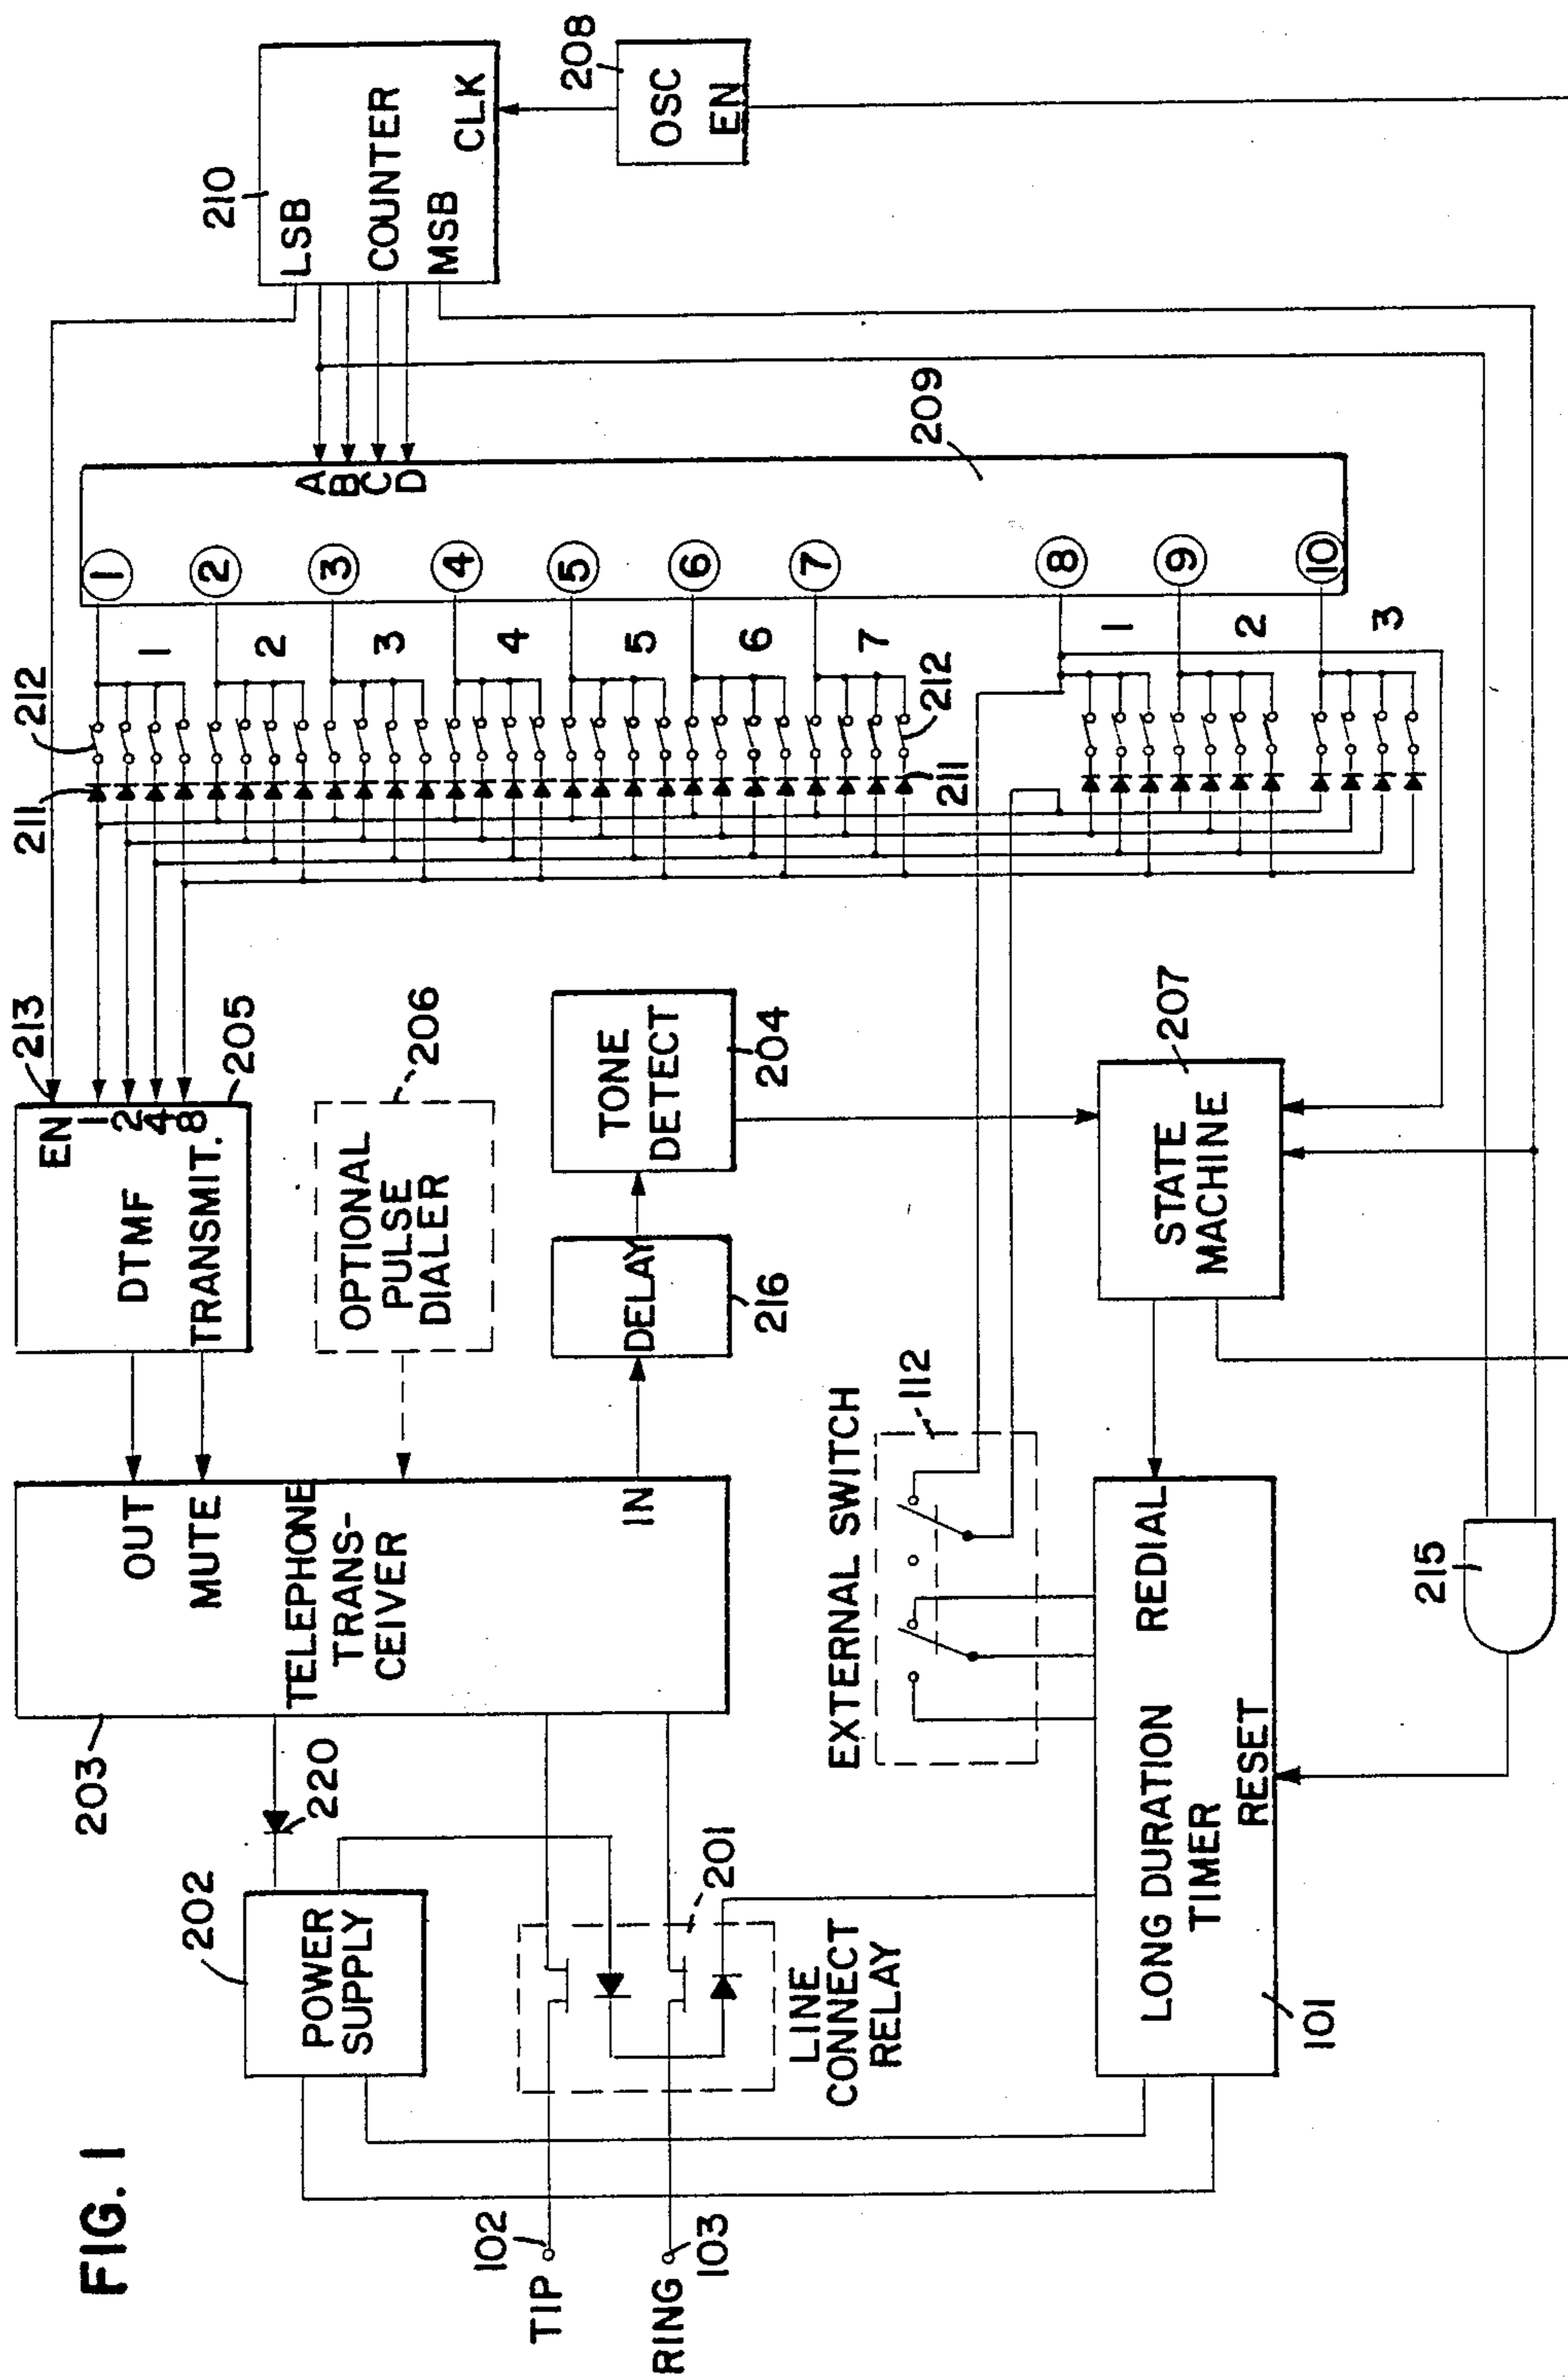 FIG. 1
TIP
102
RING
103
202
POWER
SUPPLY
220
201
LINE
CONNECT
RELAY
203
OUT
MUTE
TELEPHONE
TRANS-
CEIVER
IN
213
EN
1
2
4
8
DTMF
TRANSMIT.
205
OPTIONAL
PULSE
DIALER
206
DELAY
216
TONE
DETECT
204
EXTERNAL SWITCH
112
LONG DURATION
TIMER
REDIAL
RESET
101
STATE
MACHINE
207
215
211
212
1
2
3
4
5
6
7
211
212
1
2
3
1
2
3
4
5
6
7
8
9
10
A
B
C
D
209
210
LSB
COUNTER
MSB
CLK
208
OSC
EN